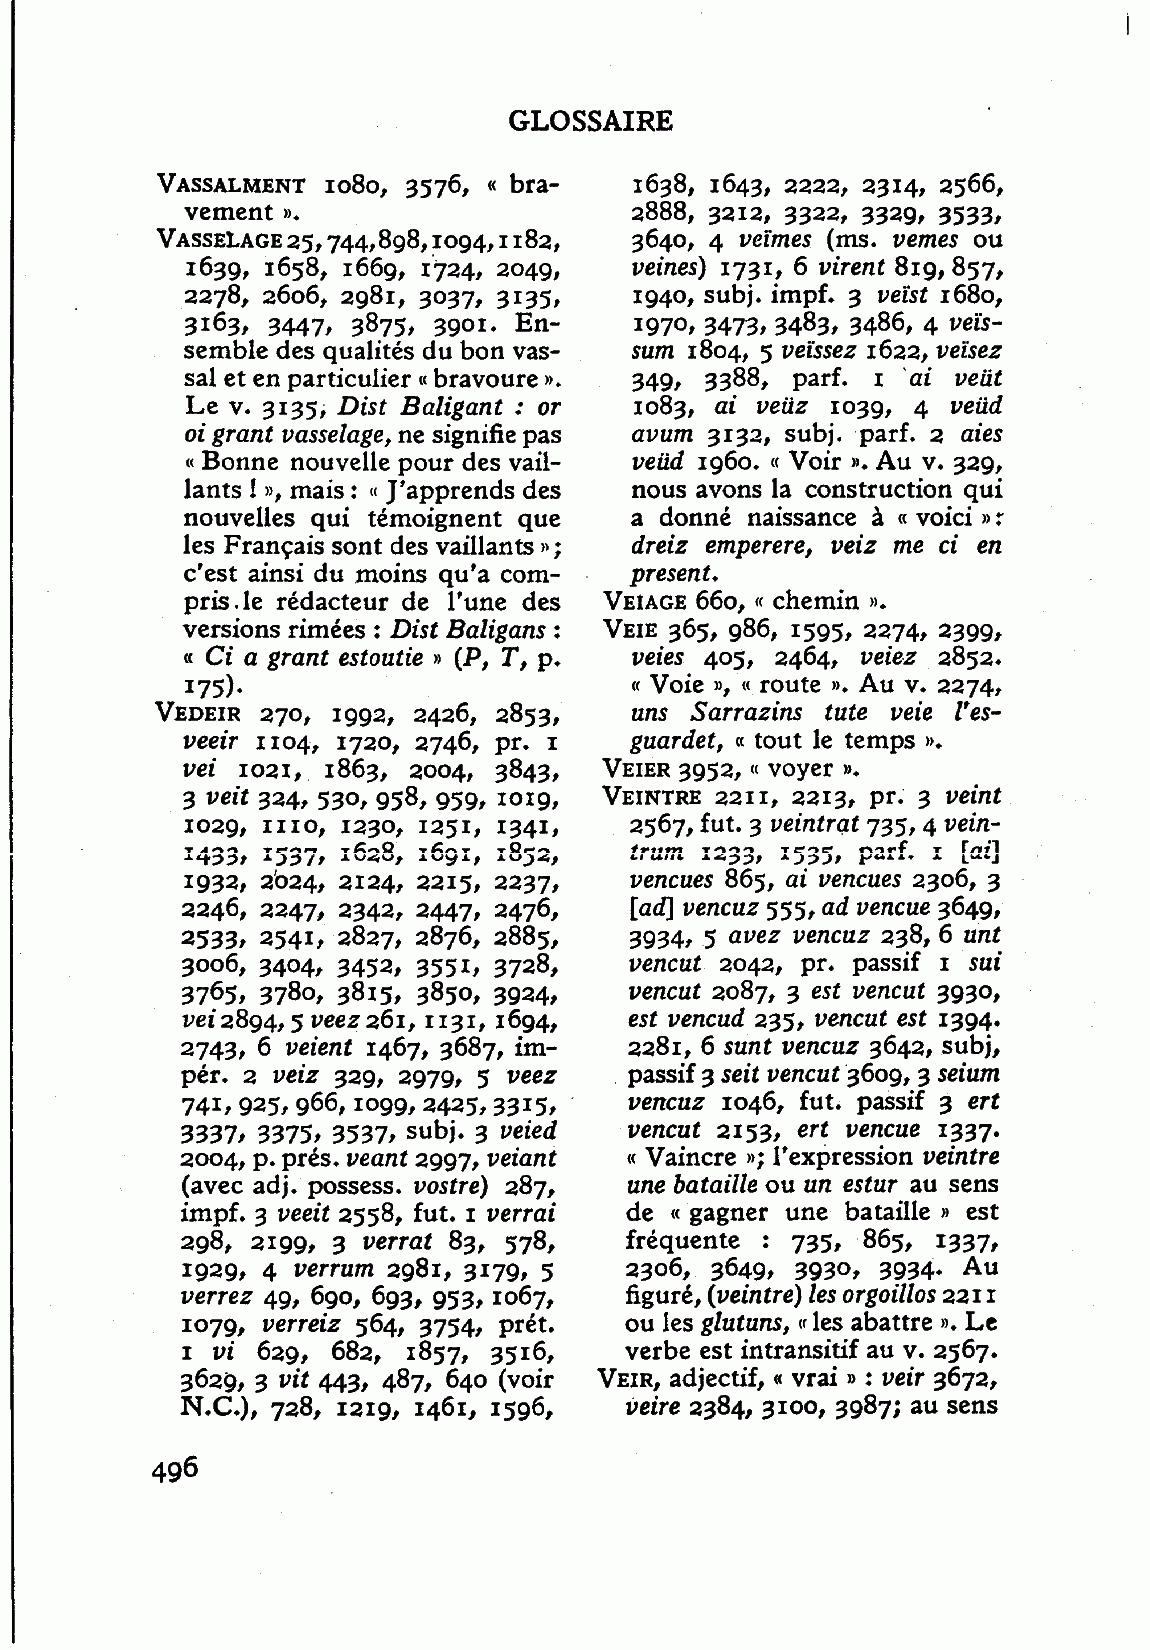 GLOSSAIRE
VASSALMENT 1080, 3576, « bra-
vement ».
VASSELAGE 25, 744, 898, 1094, 1182,
1639, 1658, 1669, 1724, 2049,
2278, 2606, 2981, 3037, 3135,
3163, 3447, 3875, 3901. En-
semble des qualités du bon vas-
sal et en particulier « bravoure ».
Le v. 3135, Dist Baligant : or
oi grant vasselage, ne signifie pas
« Bonne nouvelle pour des vail-
lants ! », mais : « J'apprends des
nouvelles qui témoignent que
les Français sont des vaillants » ;
c'est ainsi du moins qu'a com-
pris le rédacteur de l'une des
versions rimées : Dist Baligans :
« Ci a grant estoutie » (P, T, p.
175).
VEDEIR 270, 1992, 2426, 2853,
veeir 1104, 1720, 2746, pr. 1
vei 1021, 1863, 2004, 3843,
3 veit 324, 530, 958, 959, 1019,
1029, 1110, 1230, 1251, 1341,
1433, 1537, 1628, 1691, 1852,
1932, 2024, 2124, 2215, 2237,
2246, 2247, 2342, 2447, 2476,
2533, 2541, 2827, 2876, 2885,
3006, 3404, 3452, 3551, 3728,
3765, 3780, 3815, 3850, 3924,
vei 2894, 5 veez 261, 1131, 1694,
2743, 6 veient 1467, 3687, im-
pér. 2 veiz 329, 2979, 5 veez
741, 925, 966, 1099, 2425, 3315,
3337, 3375, 3537, subj. 3 veied
2004, p. prés. veant 2997, veiant
(avec adj. possess. vostre) 287,
impf. 3 veeit 2558, fut. 1 verrai
298, 2199, 3 verrat 83, 578,
1929, 4 verrum 2981, 3179, 5
verrez 49, 690, 693, 953, 1067,
1079, verreiz 564, 3754, prét.
1 vi 629, 682, 1857, 3516,
3629, 3 vit 443, 487, 640 (voir
N.C.), 728, 1219, 1461, 1596,
1638, 1643, 2222, 2314, 2566,
2888, 3212, 3322, 3329, 3533,
3640, 4 veïmes (ms. vemes ou
veines) 1731, 6 virent 819, 857,
1940, subj. impf. 3 veïst 1680,
1970, 3473, 3483, 3486, 4 veïs-
sum 1804, 5 veïssez 1622, veïsez
349, 3388, parf. 1 ai veüt
1083, ai veüz 1039, 4 veüd
avum 3132, subj. parf. 2 aies
veüd 1960. « Voir ». Au v. 329,
nous avons la construction qui
a donné naissance à « voici » :
dreiz emperere, veiz me ci en
present.
VEIAGE 660, « chemin ».
VEIE 365, 986, 1595, 2274, 2399,
veies 405, 2464, veiez 2852.
« Voie », « route ». Au v. 2274,
uns Sarrazins tute veie l'es-
guardet, « tout le temps ».
VEIER 3952, « voyer ».
VEINTRE 2211, 2213, pr. 3 veint
2567, fut. 3 veintrat 735, 4 vein-
trum 1233, 1535, parf. 1 [ai]
vencues 865, ai vencues 2306, 3
[ad] vencuz 555, ad vencue 3649,
3934, 5 avez vencuz 238, 6 unt
vencut 2042, pr. passif 1 sui
vencut 2087, 3 est vencut 3930,
est vencud 235, vencut est 1394.
2281, 6 sunt vencuz 3642, subj,
passif 3 seit vencut 3609, 3 seium
vencuz 1046, fut. passif 3 ert
vencut 2153, ert vencue 1337.
« Vaincre »; l'expression veintre
une bataille ou un estur au sens
de « gagner une bataille » est
fréquente : 735, 865, 1337,
2306, 3649, 3930, 3934. Au
figuré, (veintre) les orgoillos 2211
ou les glutuns, « les abattre ». Le
verbe est intransitif au v. 2567.
VEIR, adjectif, « vrai » : veir 3672,
veire 2384, 3100, 3987; au sens
496